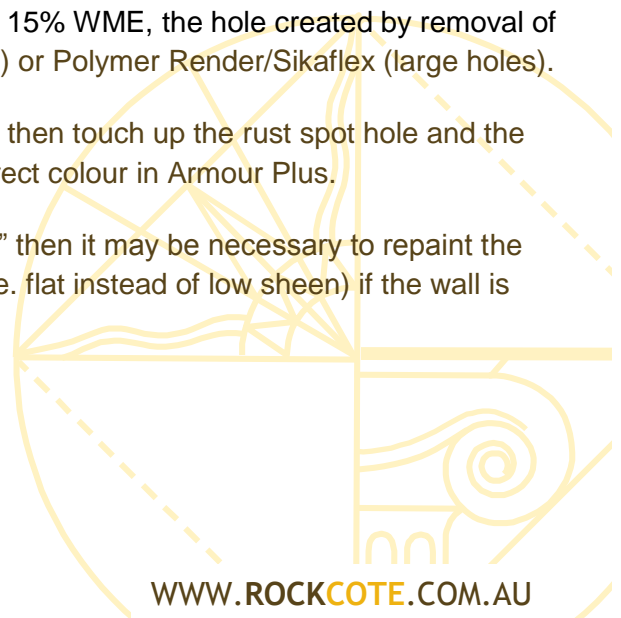 15% WME, the hole created by removal of
) or Polymer Render/Sikaflex (large holes).
then touch up the rust spot hole and the
rect colour in Armour Plus.
” then it may be necessary to repaint the
e. flat instead of low sheen) if the wall is
WWW.ROCKCOTE.COM.AU